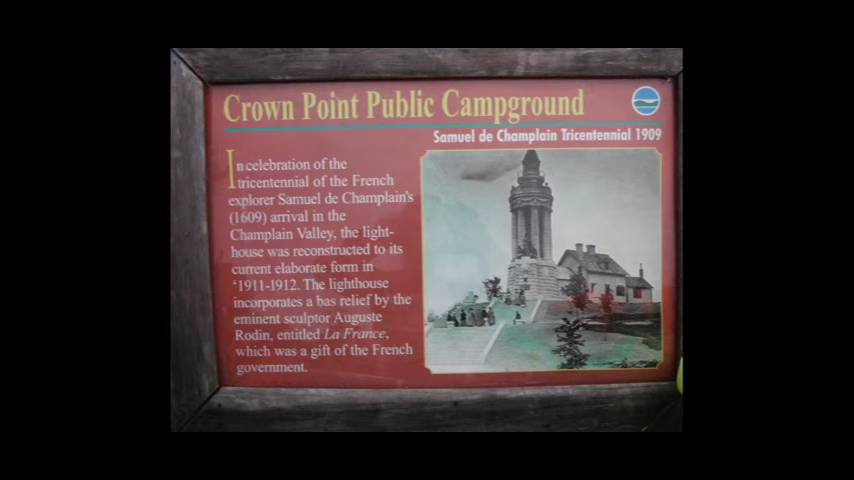 Crown Point Public Campground
Samuel de Champlain Tricentennial 1909
In celebration of the
tricentennial of the French
explorer Samuel de Champlain's
(1609) arrival in the
Champlain Valley, the light-
house was reconstructed to its
current elaborate form in
‘1911-1912. The lighthouse
incorporates a bas relief by the
eminent sculptor Auguste
Rodin, entitled La France,
which was a gift of the French
government.